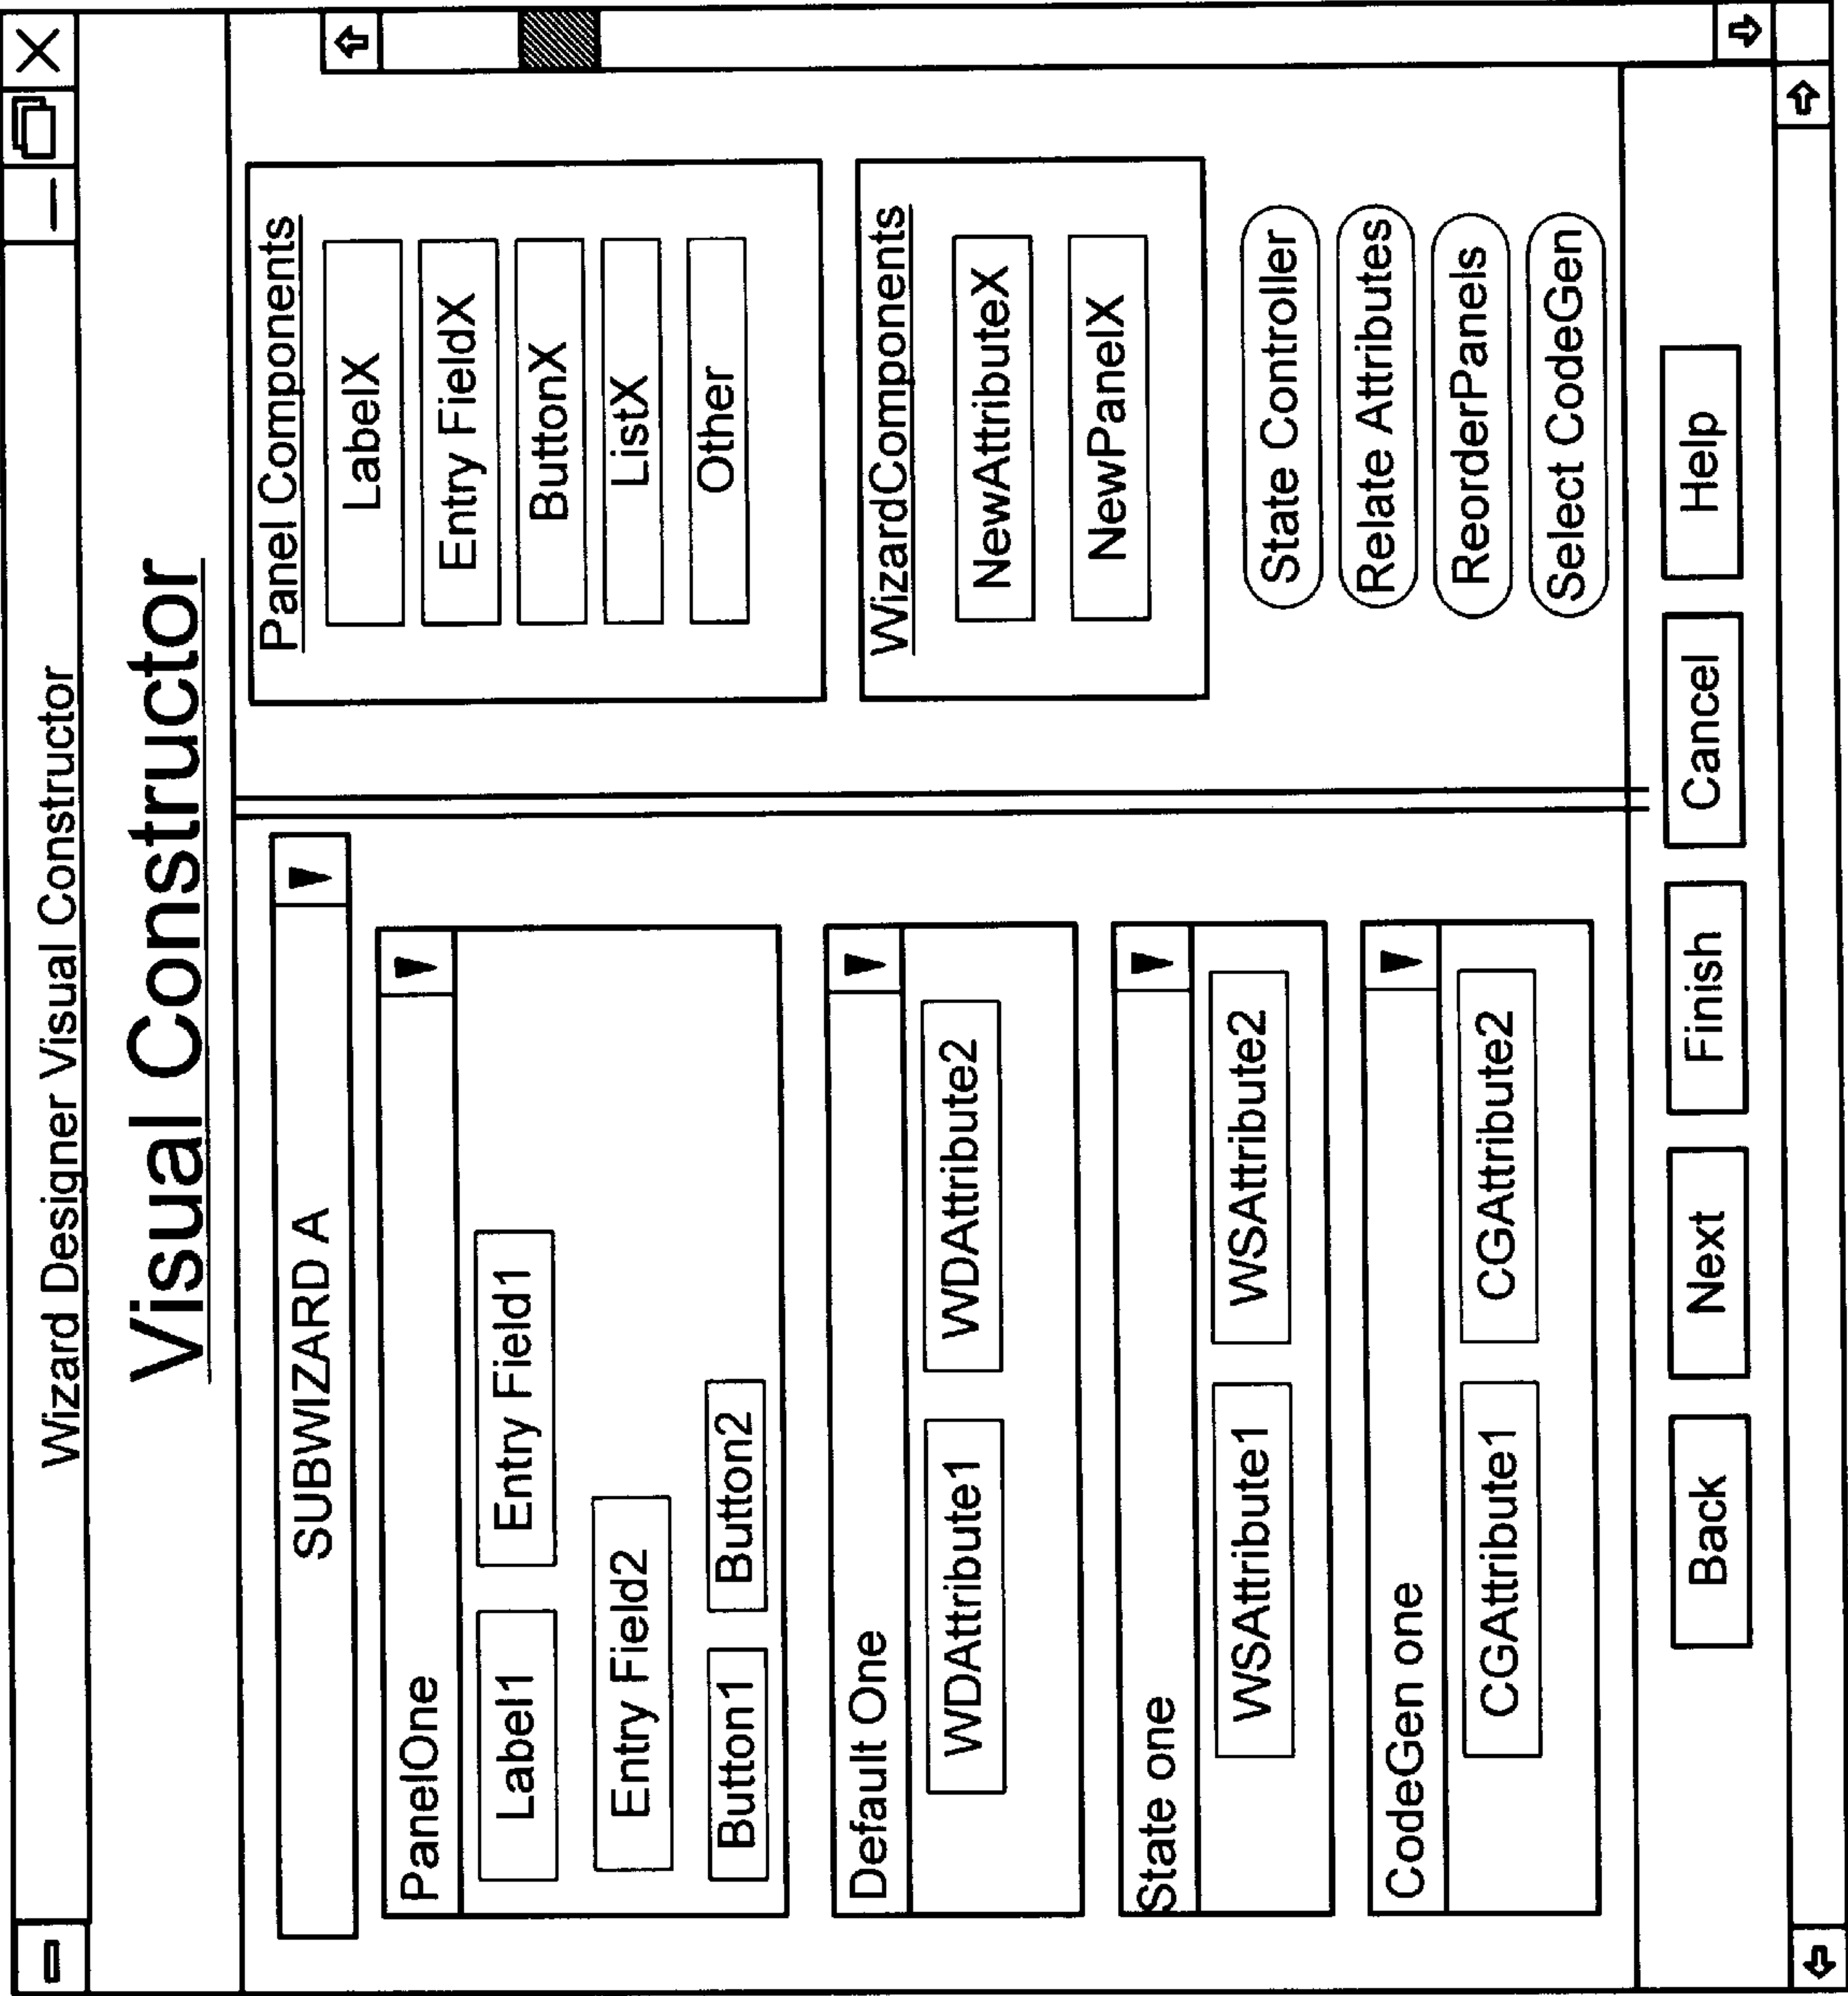 Wizard Designer Visual Constructor
Visual Constructor
SUBWIZARD A
PanelOne
Label1 Entry Field1
Entry Field2
Button1 Button2
Default One
WDAttribute1 WDAttribute2
State one
WSAttribute1 WSAttribute2
CodeGen one
CGAttribute1 CGAttribute2
Panel Components
LabelX
Entry FieldX
ButtonX
ListX
Other
WizardComponents
NewAttributeX
NewPanelX
State Controller
Relate Attributes
ReorderPanels
Select CodeGen
Back Next Finish Cancel Help